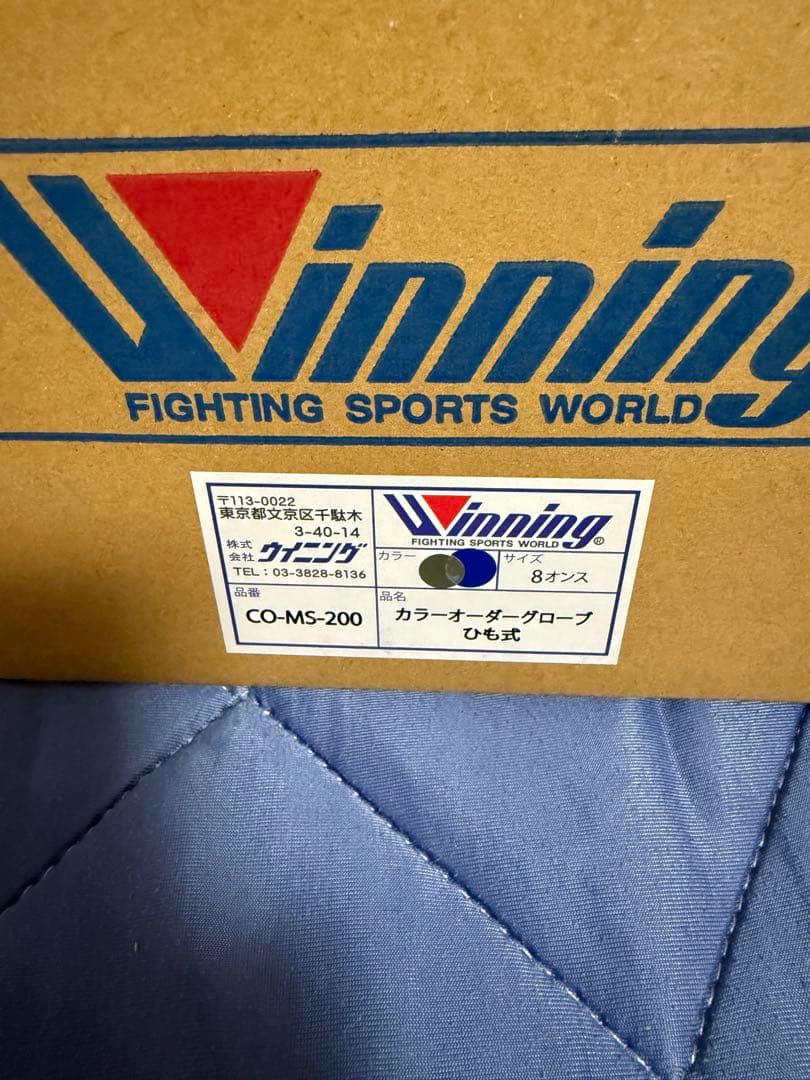 Winning
FIGHTING SPORTS WORLD
〒113-0022
東京都文京区千駄木
3-40-14
株式会社 ウイニング
TEL：03-3828-8136
Winning®
FIGHTING SPORTS WORLD
カラー
サイズ
8オンス
品番
CO-MS-200
品名
カラーオーダーグローブ
ひも式